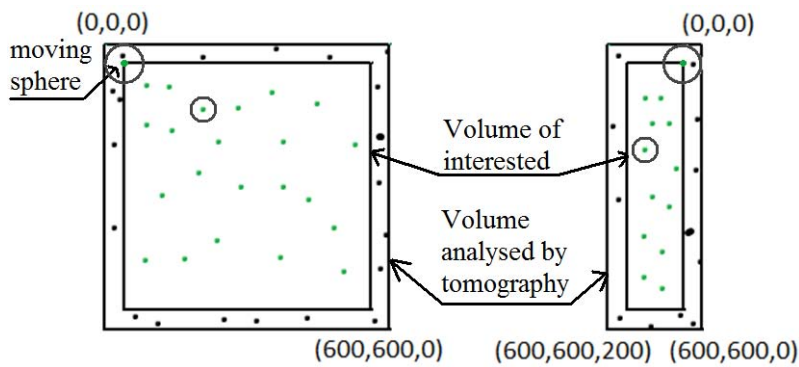 (0,0,0)
(0,0,0)
moving
sphere
Volume of
interested
Volume
analysed by
tomography
(600,600,0)
(600,600,200)
(600,600,0)